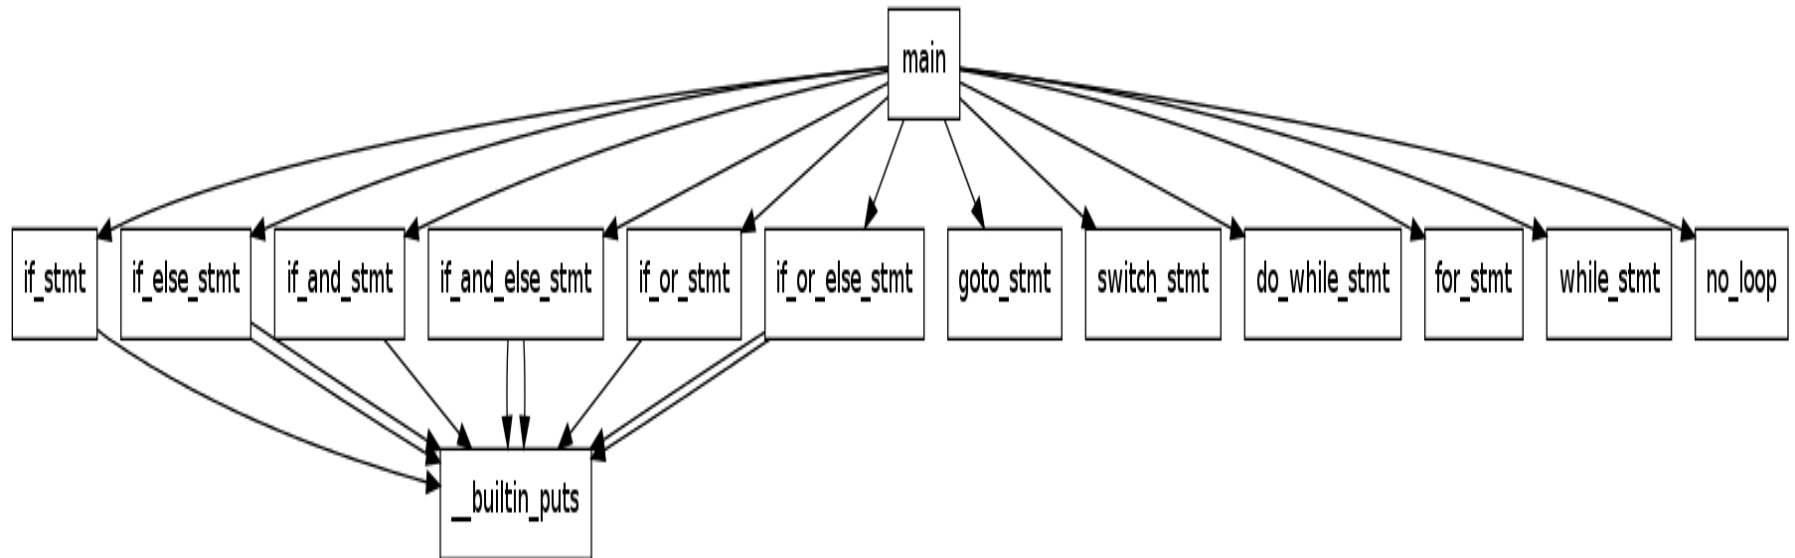 main
if_stmt
if_else_stmt
if_and_stmt
if_and_else_stmt
if_or_stmt
if_or_else_stmt
goto_stmt
switch_stmt
do_while_stmt
for_stmt
while_stmt
no_loop
__builtin_puts